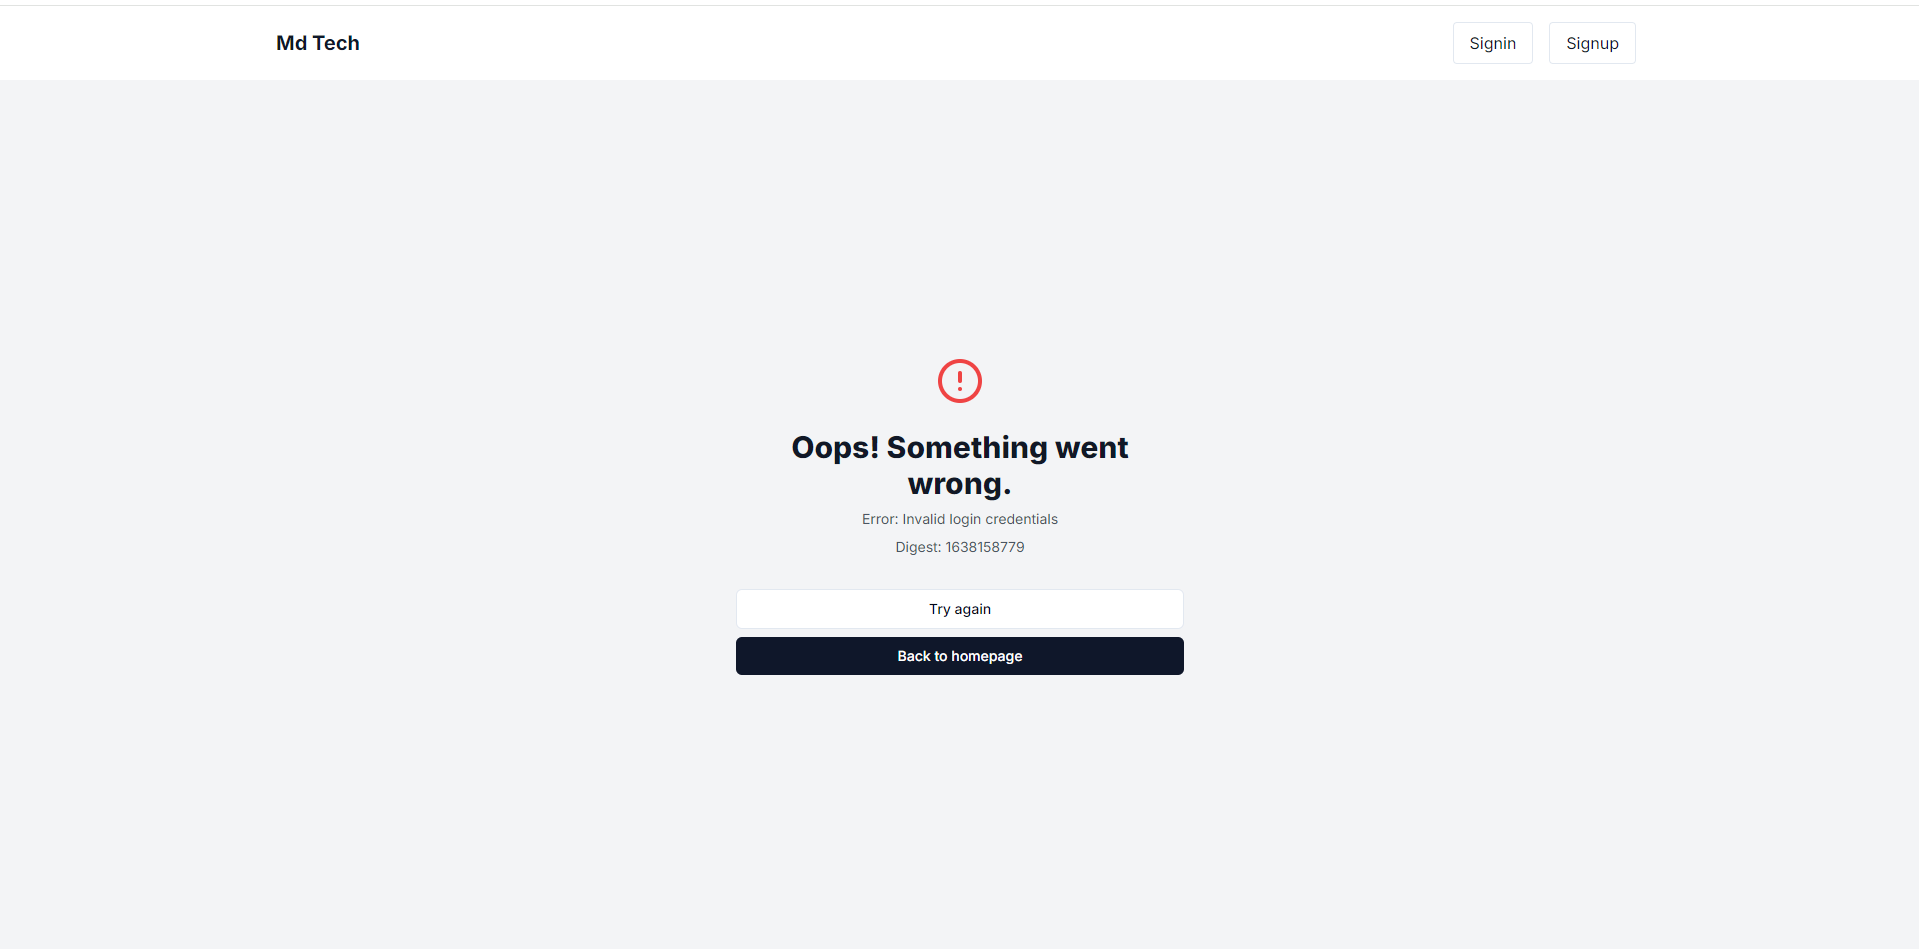 Md Tech
Signin
Signup
Oops! Something went
wrong.
Error: Invalid login credentials
Digest: 1638158779
Try again
Back to homepage